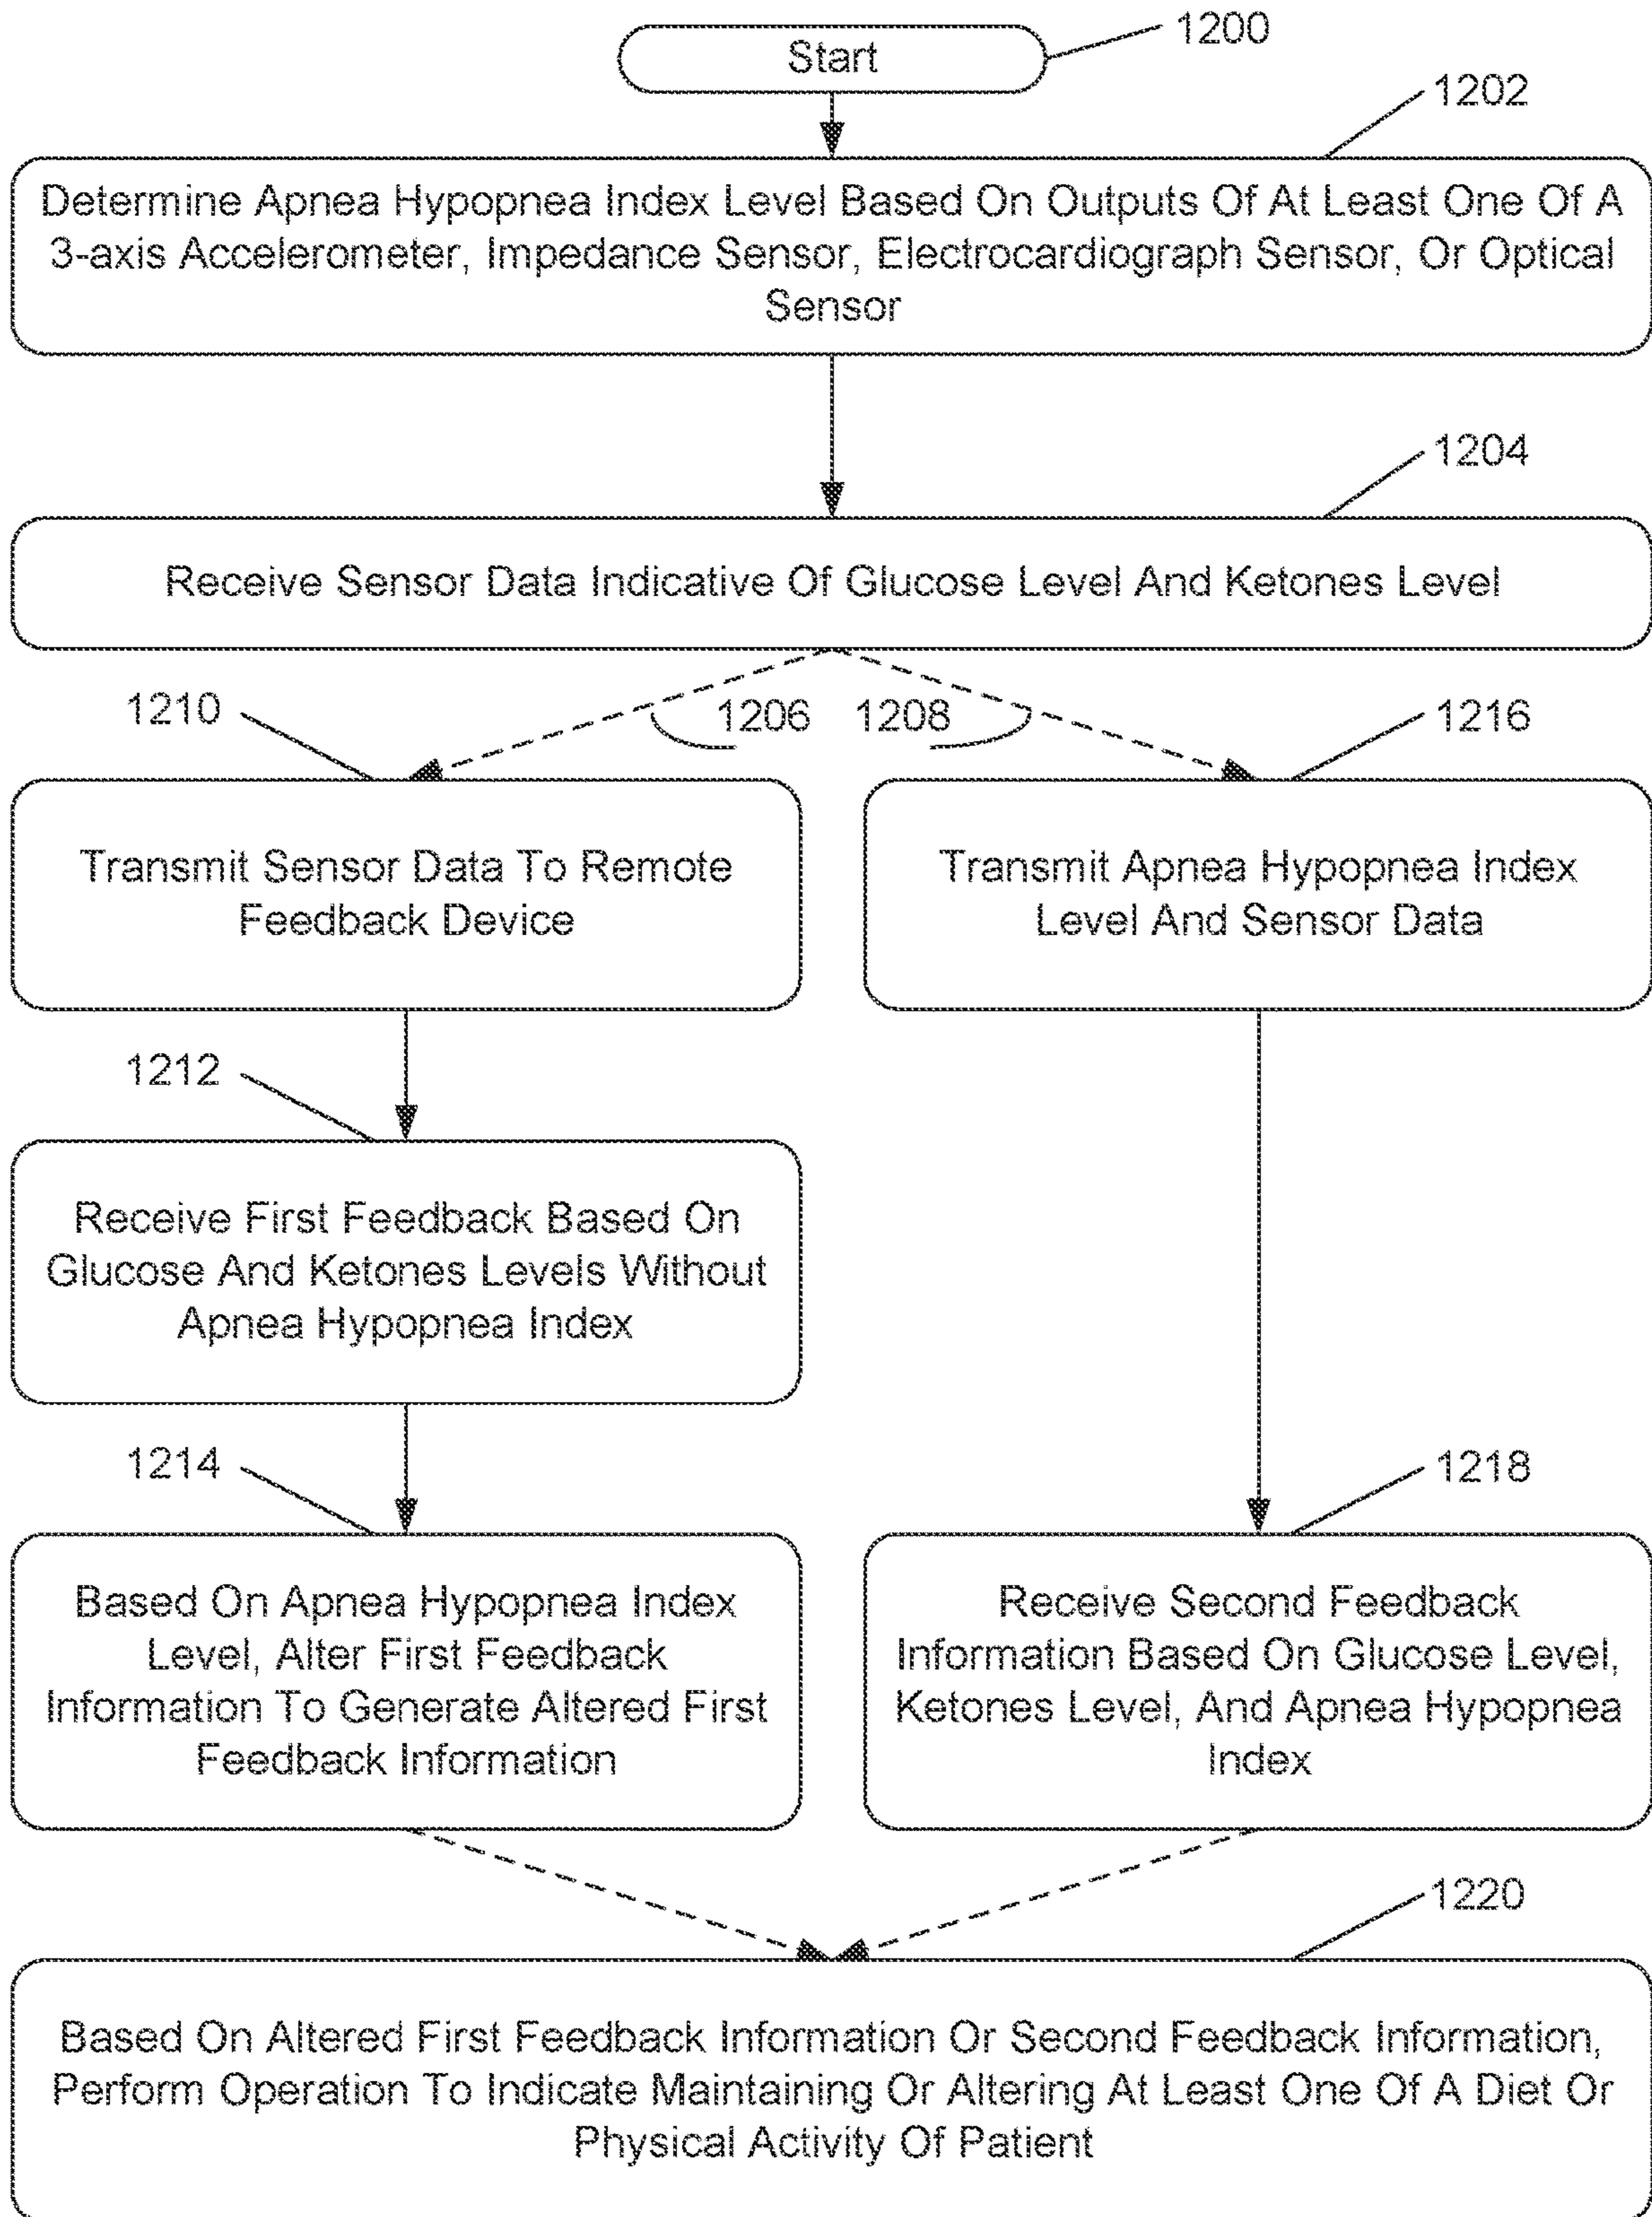 Start
1200
1202
Determine Apnea Hypopnea Index Level Based On Outputs Of At Least One Of A
3-axis Accelerometer, Impedance Sensor, Electrocardiograph Sensor, Or Optical
Sensor
1204
Receive Sensor Data Indicative Of Glucose Level And Ketones Level
1210
1206
1208
1216
Transmit Sensor Data To Remote
Feedback Device
Transmit Apnea Hypopnea Index
Level And Sensor Data
1212
Receive First Feedback Based On
Glucose And Ketones Levels Without
Apnea Hypopnea Index
1214
1218
Based On Apnea Hypopnea Index
Level, Alter First Feedback
Information To Generate Altered First
Feedback Information
Receive Second Feedback
Information Based On Glucose Level,
Ketones Level, And Apnea Hypopnea
Index
1220
Based On Altered First Feedback Information Or Second Feedback Information,
Perform Operation To Indicate Maintaining Or Altering At Least One Of A Diet Or
Physical Activity Of Patient